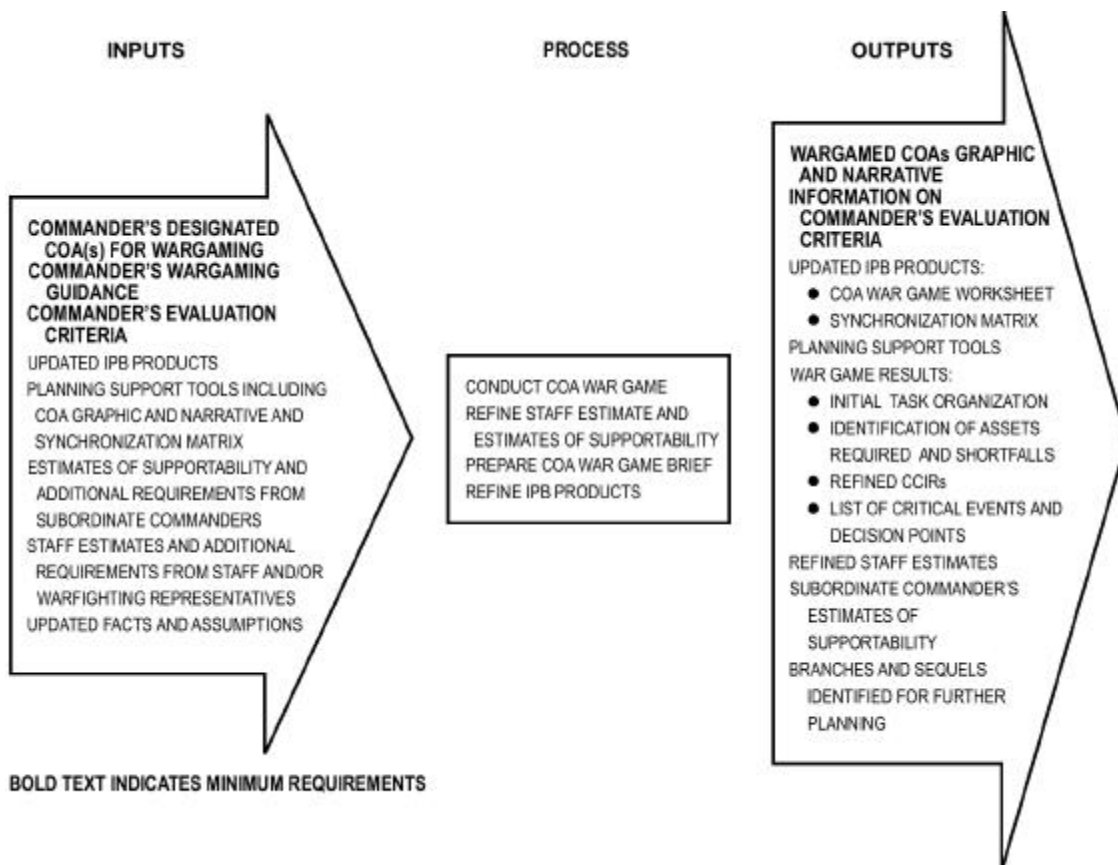 INPUTS
COMMANDER'S DESIGNATED
COA(s) FOR WARGAMING
COMMANDER'S WARGAMING
GUIDANCE
COMMANDER'S EVALUATION
CRITERIA
UPDATED IPB PRODUCTS
PLANNING SUPPORT TOOLS INCLUDING
COA GRAPHIC AND NARRATIVE AND
SYNCHRONIZATION MATRIX
ESTIMATES OF SUPPORTABILITY AND
ADDITIONAL REQUIREMENTS FROM
SUBORDINATE COMMANDERS
STAFF ESTIMATES AND ADDITIONAL
REQUIREMENTS FROM STAFF AND/OR
WARFIGHTING REPRESENTATIVES
UPDATED FACTS AND ASSUMPTIONS
PROCESS
CONDUCT COA WAR GAME
REFINE STAFF ESTIMATE AND
ESTIMATES OF SUPPORTABILITY
PREPARE COA WAR GAME BRIEF
REFINE IPB PRODUCTS
OUTPUTS
WARGAMED COAs GRAPHIC
AND NARRATIVE
INFORMATION ON
COMMANDER'S EVALUATION
CRITERIA
UPDATED IPB PRODUCTS:
● COA WAR GAME WORKSHEET
● SYNCHRONIZATION MATRIX
PLANNING SUPPORT TOOLS
WAR GAME RESULTS:
● INITIAL TASK ORGANIZATION
● IDENTIFICATION OF ASSETS
REQUIRED AND SHORTFALLS
● REFINED CCIRs
● LIST OF CRITICAL EVENTS AND
DECISION POINTS
REFINED STAFF ESTIMATES
SUBORDINATE COMMANDER'S
ESTIMATES OF
SUPPORTABILITY
BRANCHES AND SEQUELS
IDENTIFIED FOR FURTHER
PLANNING
BOLD TEXT INDICATES MINIMUM REQUIREMENTS